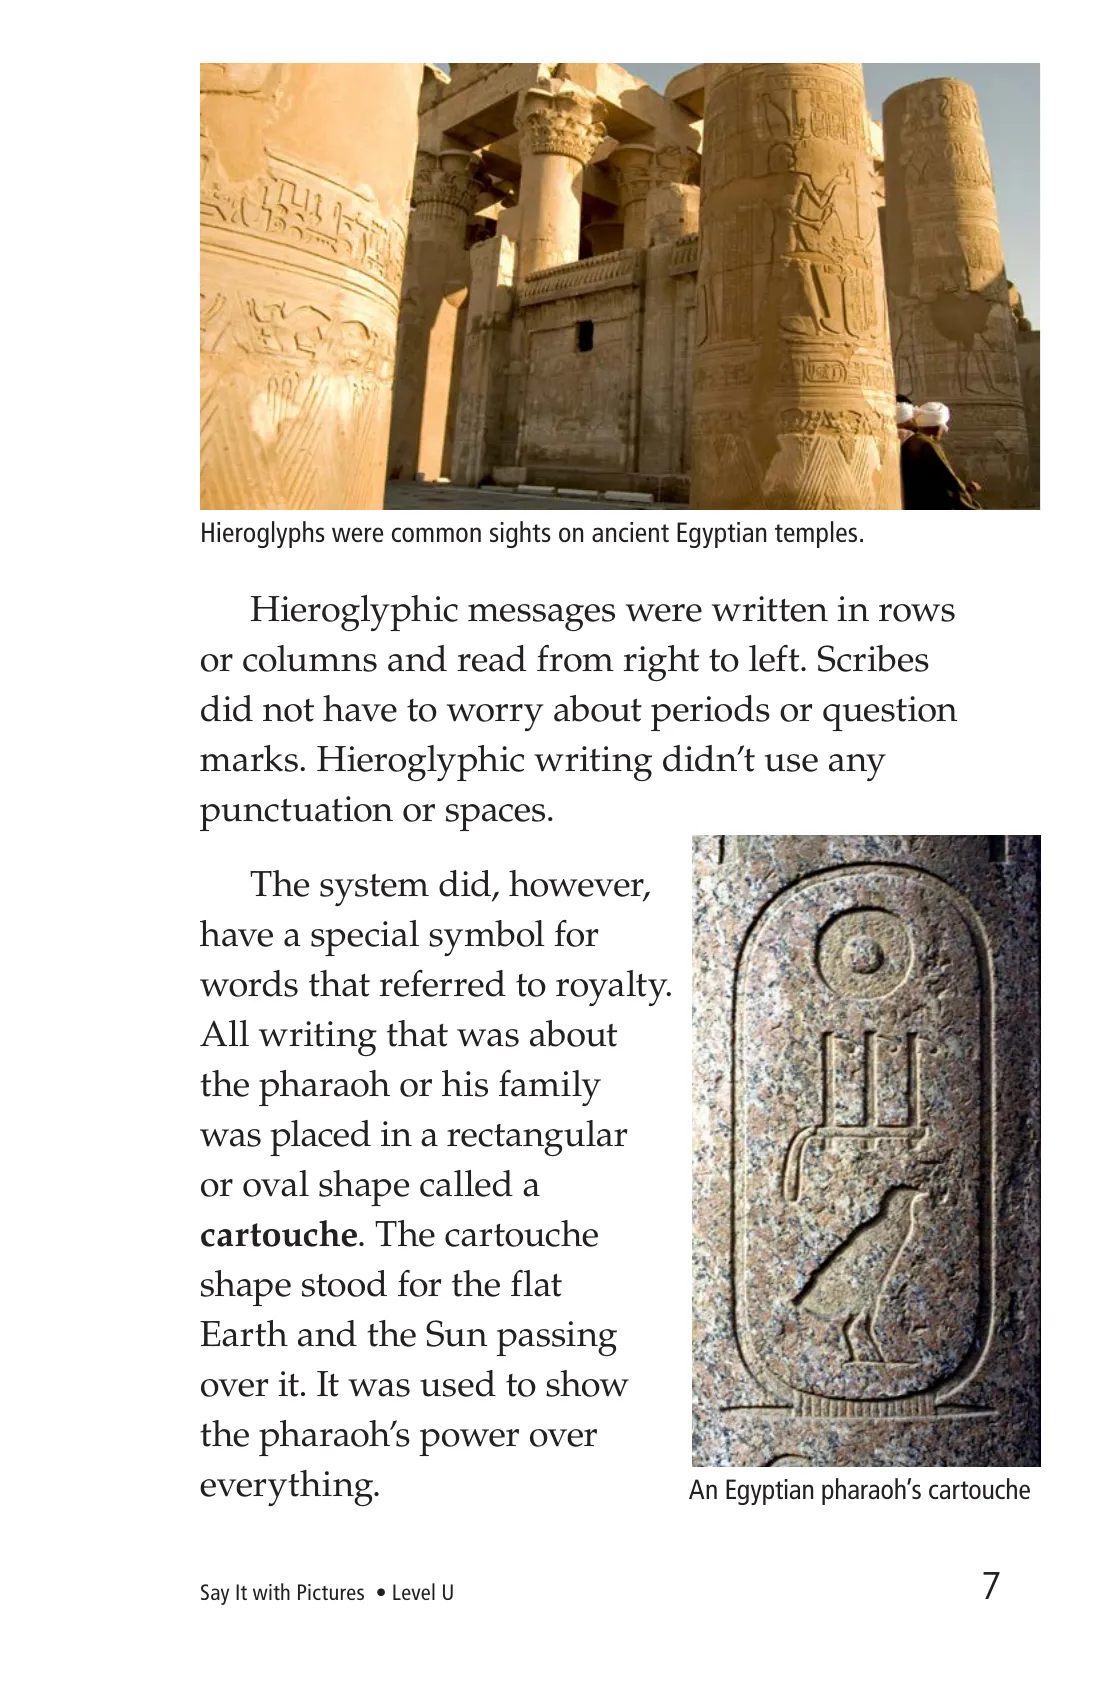 Hieroglyphs were common sights on ancient Egyptian temples.
Hieroglyphic messages were written in rows
or columns and read from right to left. Scribes
did not have to worry about periods or question
marks. Hieroglyphic writing didn’t use any
punctuation or spaces.
The system did, however,
have a special symbol for
words that referred to royalty.
All writing that was about
the pharaoh or his family
was placed in a rectangular
or oval shape called a
cartouche. The cartouche
shape stood for the flat
Earth and the Sun passing
over it. It was used to show
the pharaoh’s power over
everything.
An Egyptian pharaoh’s cartouche
Say It with Pictures • Level U
7